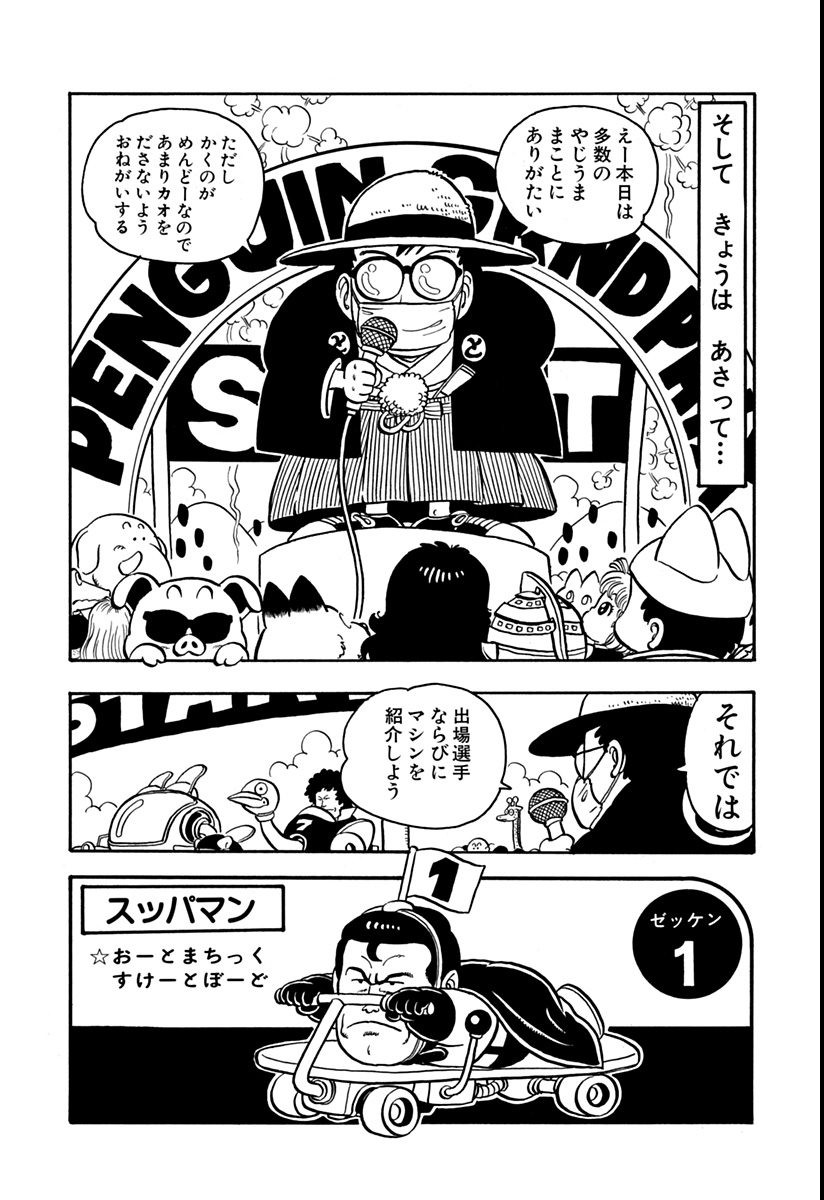 そして きょうは あさって…
えー本日は
多数の
やじうま
まことに
ありがたい
ただし
かくのが
めんどーなので
あまりカオを
ださないよう
おねがいする
PENGUIN GRAND PRI
S T
それでは
出場選手
ならびに
マシンを
紹介しよう
START
1
スッパマン
☆おーとまちっく
すけーとぼーど
ゼッケン
1